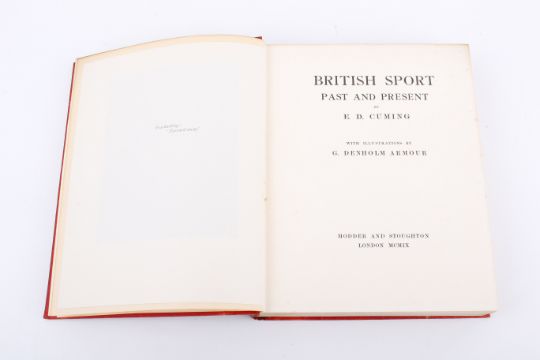 BRITISH SPORT
PAST AND PRESENT
BY
E. D. CUMING
WITH ILLUSTRATIONS BY
G. DENHOLM ARMOUR
HODDER AND STOUGHTON
LONDON MCMIX